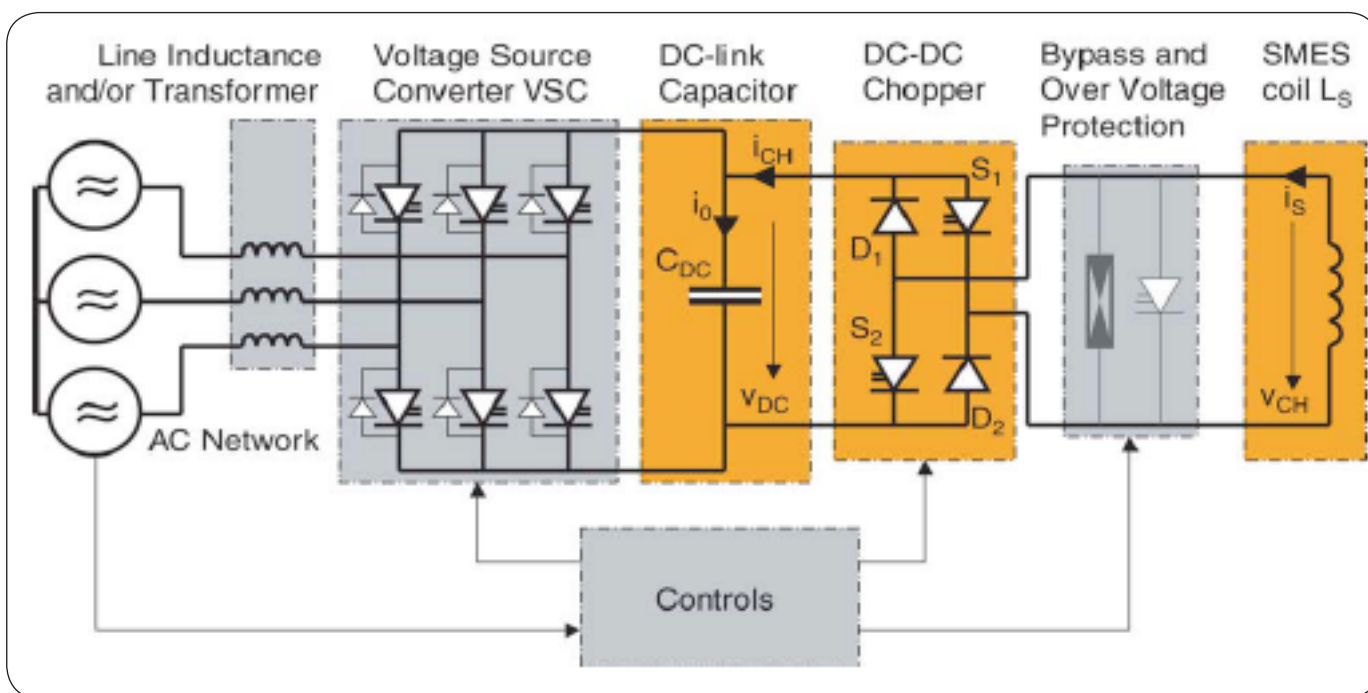 Line Inductance
and/or Transformer
Voltage Source
Converter VSC
DC-link
Capacitor
DC-DC
Chopper
Bypass and
Over Voltage
Protection
SMES
coil LS
iCH
i0
CDC
vDC
S1
D1
S2
D2
iS
vCH
AC Network
Controls